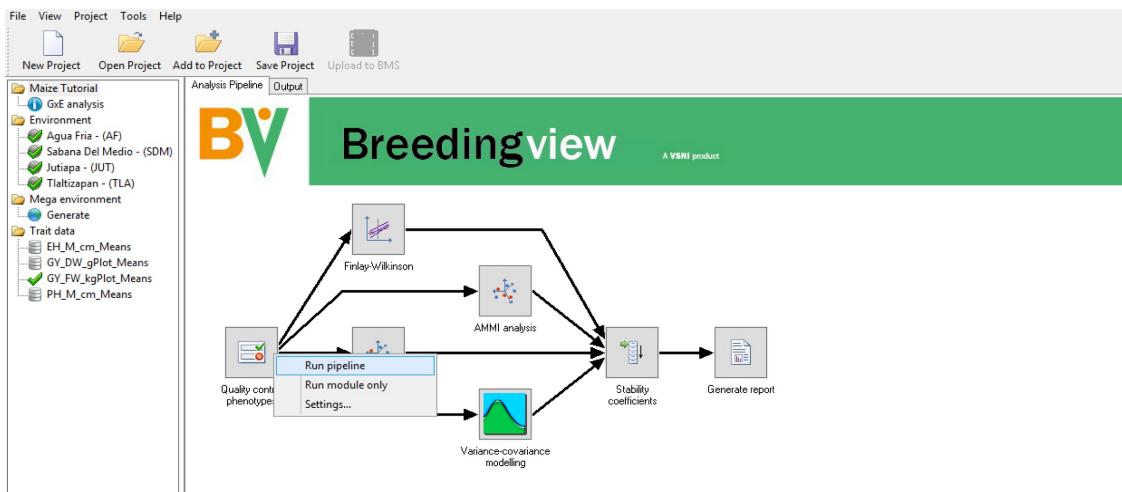 File View Project Tools Help
New Project Open Project Add to Project Save Project Upload to BMS
Maize Tutorial
GxE analysis
Environment
Agua Fria - (AF)
Sabana Del Medio - (SDM)
Jutiapa - (JUT)
Tlaltizapan - (TLA)
Mega environment
Generate
Trait data
EH_M_cm_Means
GY_DW_gPlot_Means
GY_FW_kgPlot_Means
PH_M_cm_Means
Analysis Pipeline Output
BV Breedingview A VSNI product
Finlay-Wilkinson
AMMI analysis
Quality contr
phenotype
Run pipeline
Run module only
Settings...
Stability
coefficients
Generate report
Variance-covariance
modelling